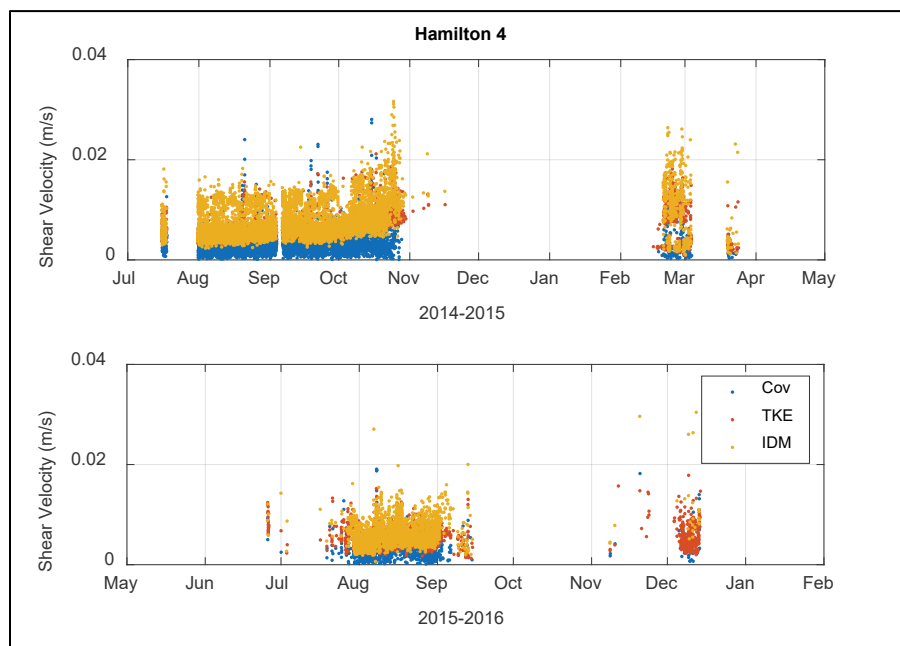 Hamilton 4
0.04
0.02
0
Shear Velocity (m/s)
Jul Aug Sep Oct Nov Dec Jan Feb Mar Apr May
2014-2015
0.04
0.02
0
Shear Velocity (m/s)
Cov
TKE
IDM
May Jun Jul Aug Sep Oct Nov Dec Jan Feb
2015-2016